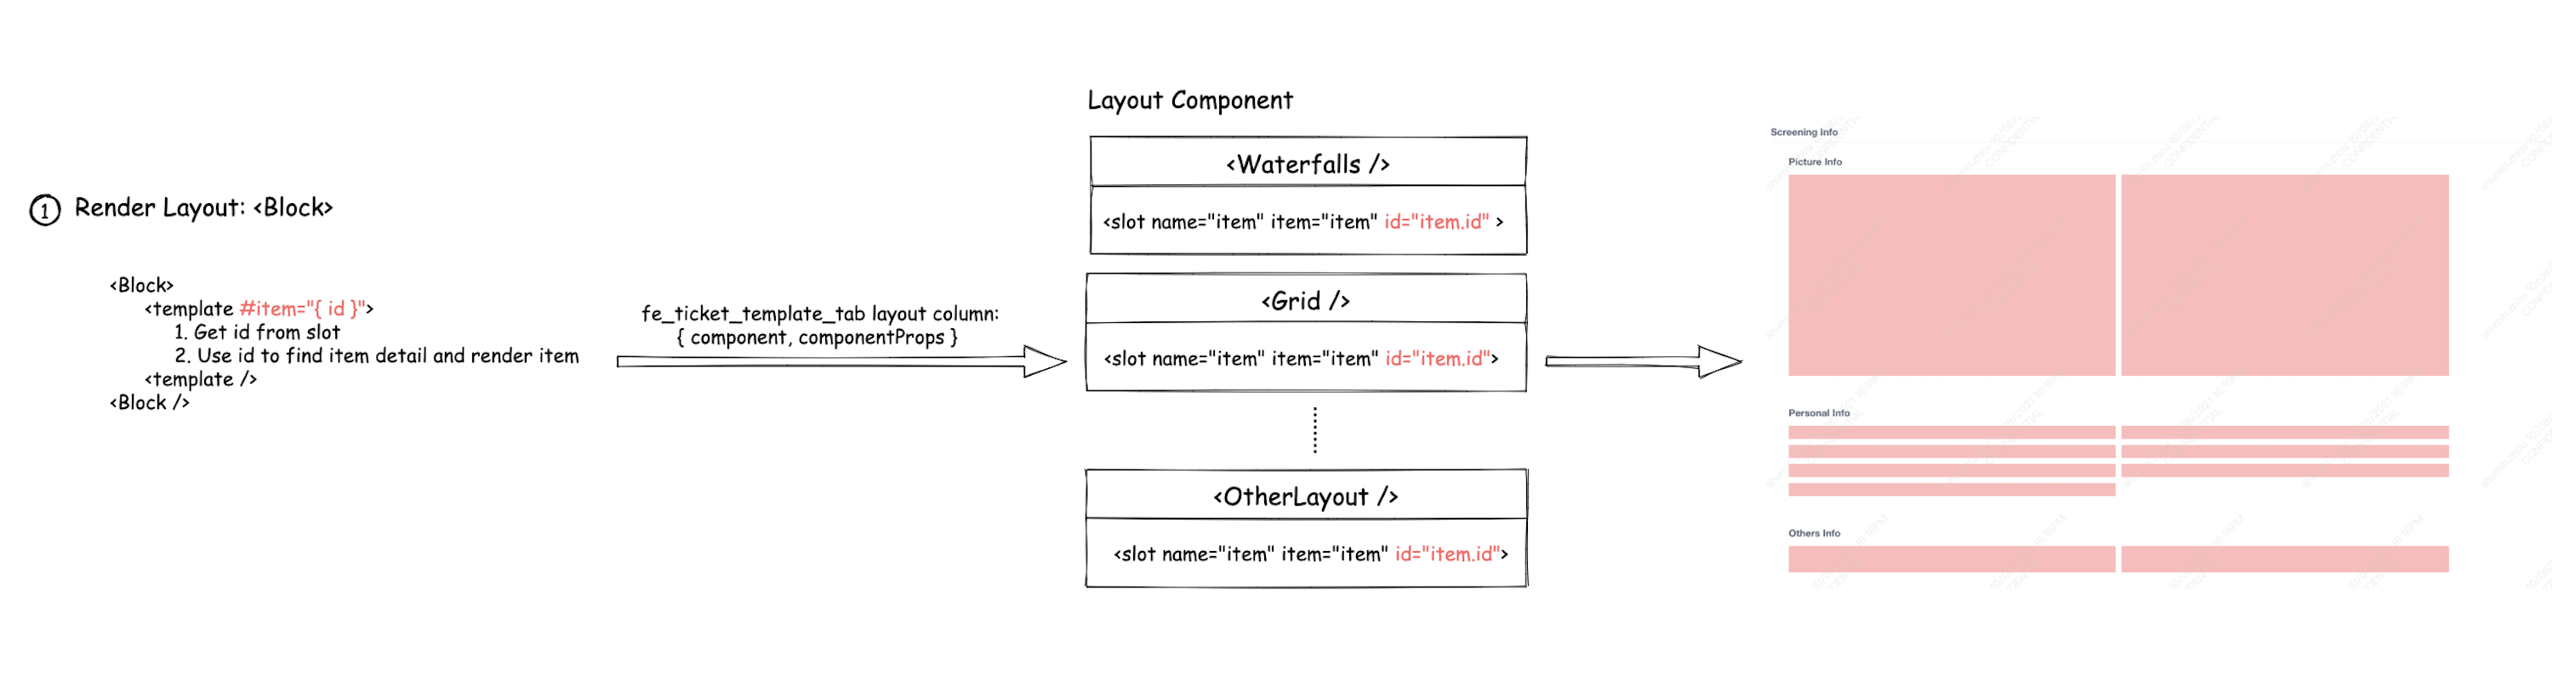 1 Render Layout: <Block>
<Block>
<template #item="{ id }">
1. Get id from slot
2. Use id to find item detail and render item
<template />
<Block />
fe_ticket_template_tab layout column:
{ component, componentProps }
Layout Component
<Waterfalls />
<slot name="item" item="item" id="item.id" >
<Grid />
<slot name="item" item="item" id="item.id">
<OtherLayout />
<slot name="item" item="item" id="item.id">
Screening Info
Picture Info
Personal Info
Others Info